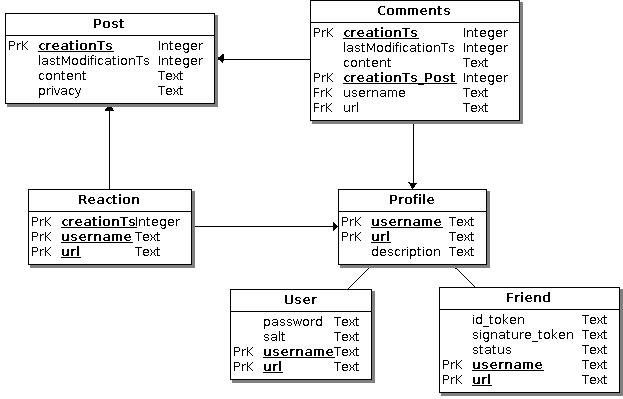 Post
PrK creationTs Integer
lastModificationTs Integer
content Text
privacy Text
Comments
PrK creationTs Integer
lastModificationTs Integer
content Text
PrK creationTs_Post Integer
FrK username Text
FrK url Text
Reaction
PrK creationTs Integer
PrK username Text
PrK url Text
Profile
PrK username Text
PrK url Text
description Text
User
password Text
salt Text
PrK username Text
PrK url Text
Friend
id_token Text
signature_token Text
status Text
PrK username Text
PrK url Text